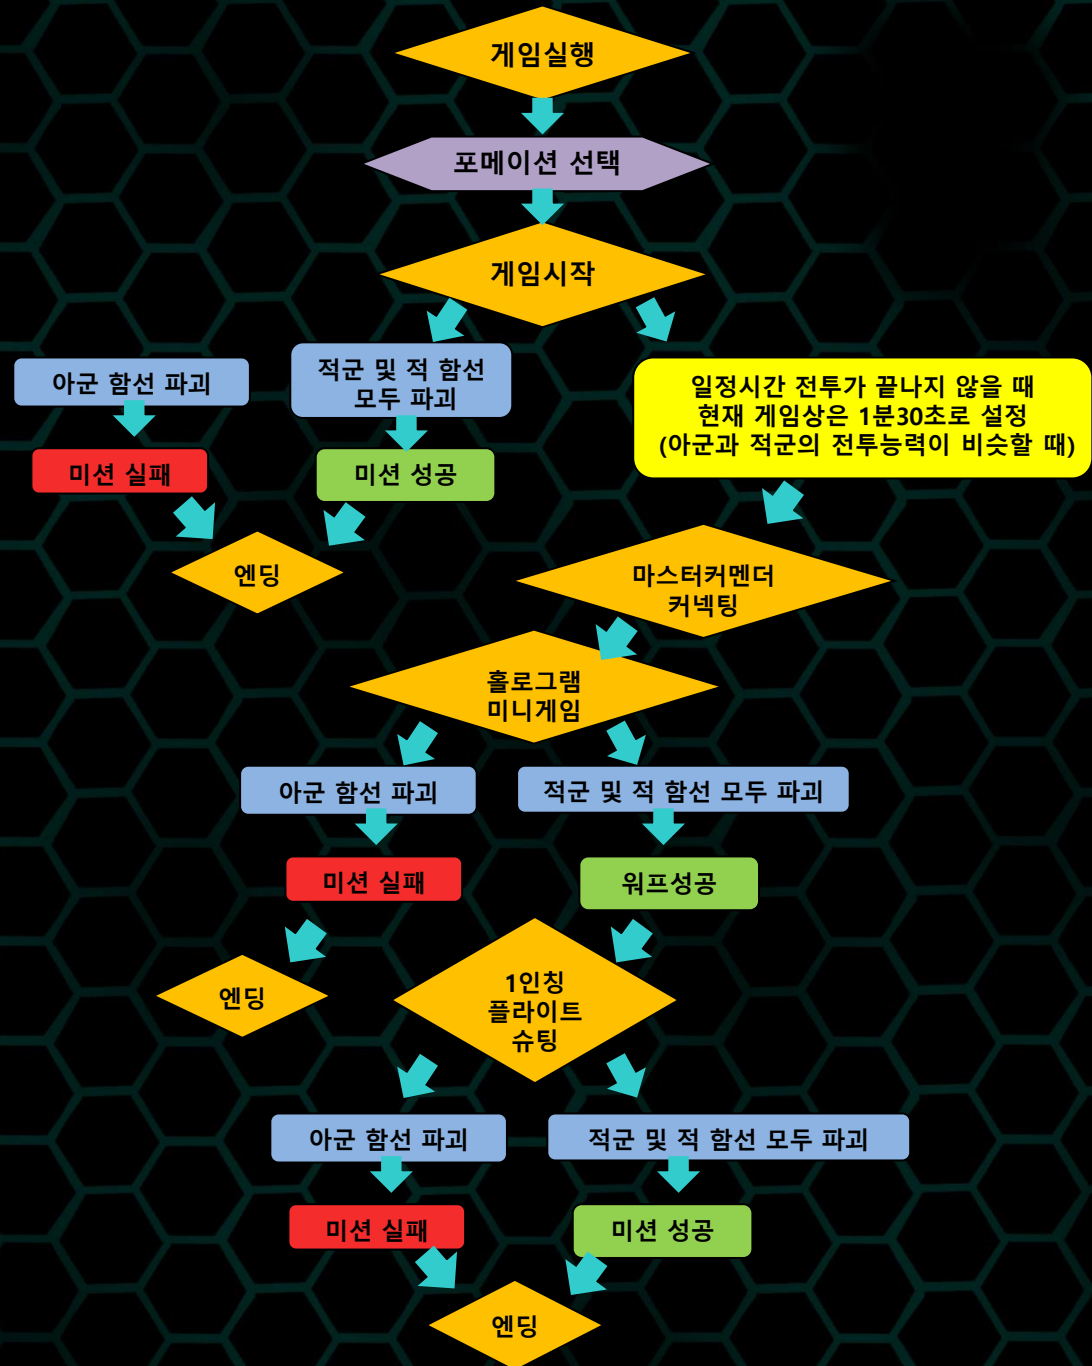 게임실행
포메이션 선택
게임시작
아군 함선 파괴
적군 및 적 함선
모두 파괴
일정시간 전투가 끝나지 않을 때
현재 게임상은 1분30초로 설정
(아군과 적군의 전투능력이 비슷할 때)
미션 실패
미션 성공
엔딩
마스터커멘더
커넥팅
홀로그램
미니게임
아군 함선 파괴
적군 및 적 함선 모두 파괴
미션 실패
워프성공
엔딩
1인칭
플라이트
슈팅
아군 함선 파괴
적군 및 적 함선 모두 파괴
미션 실패
미션 성공
엔딩